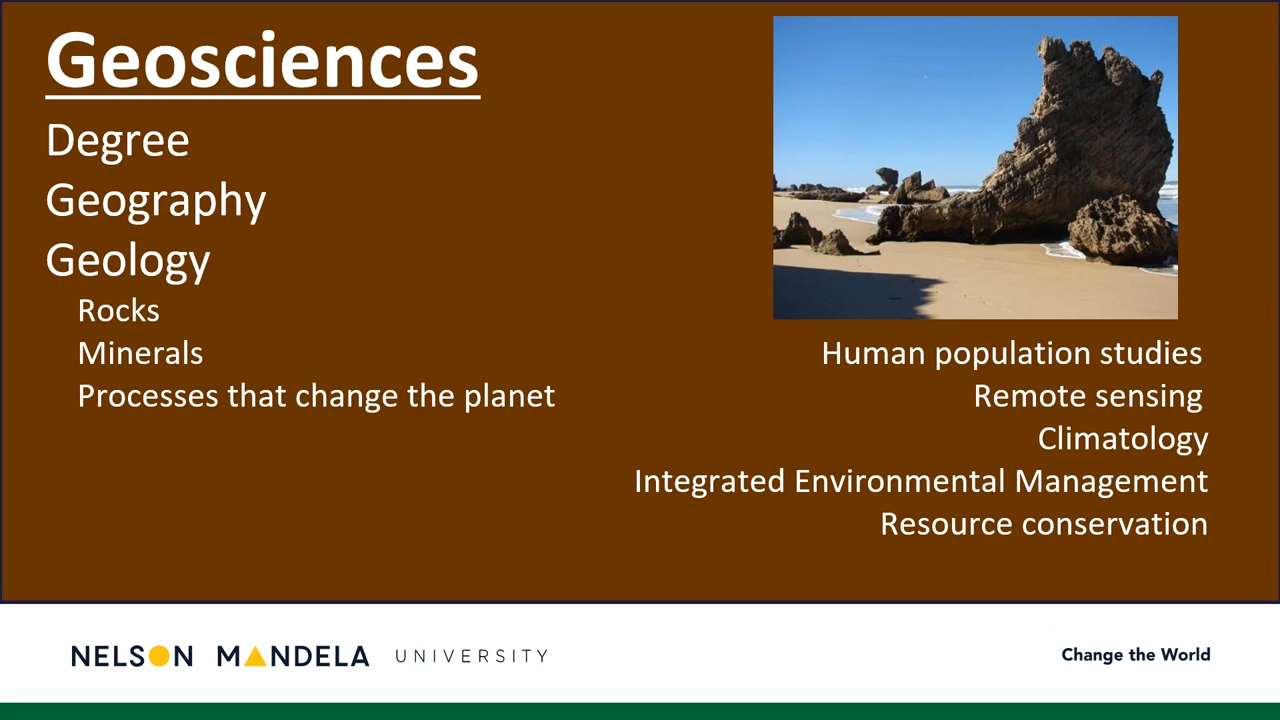 Geosciences
Degree
Geography
Geology
Rocks
Minerals
Processes that change the planet
Human population studies
Remote sensing
Climatology
Integrated Environmental Management
Resource conservation
NELSON MANDELA UNIVERSITY
Change the World